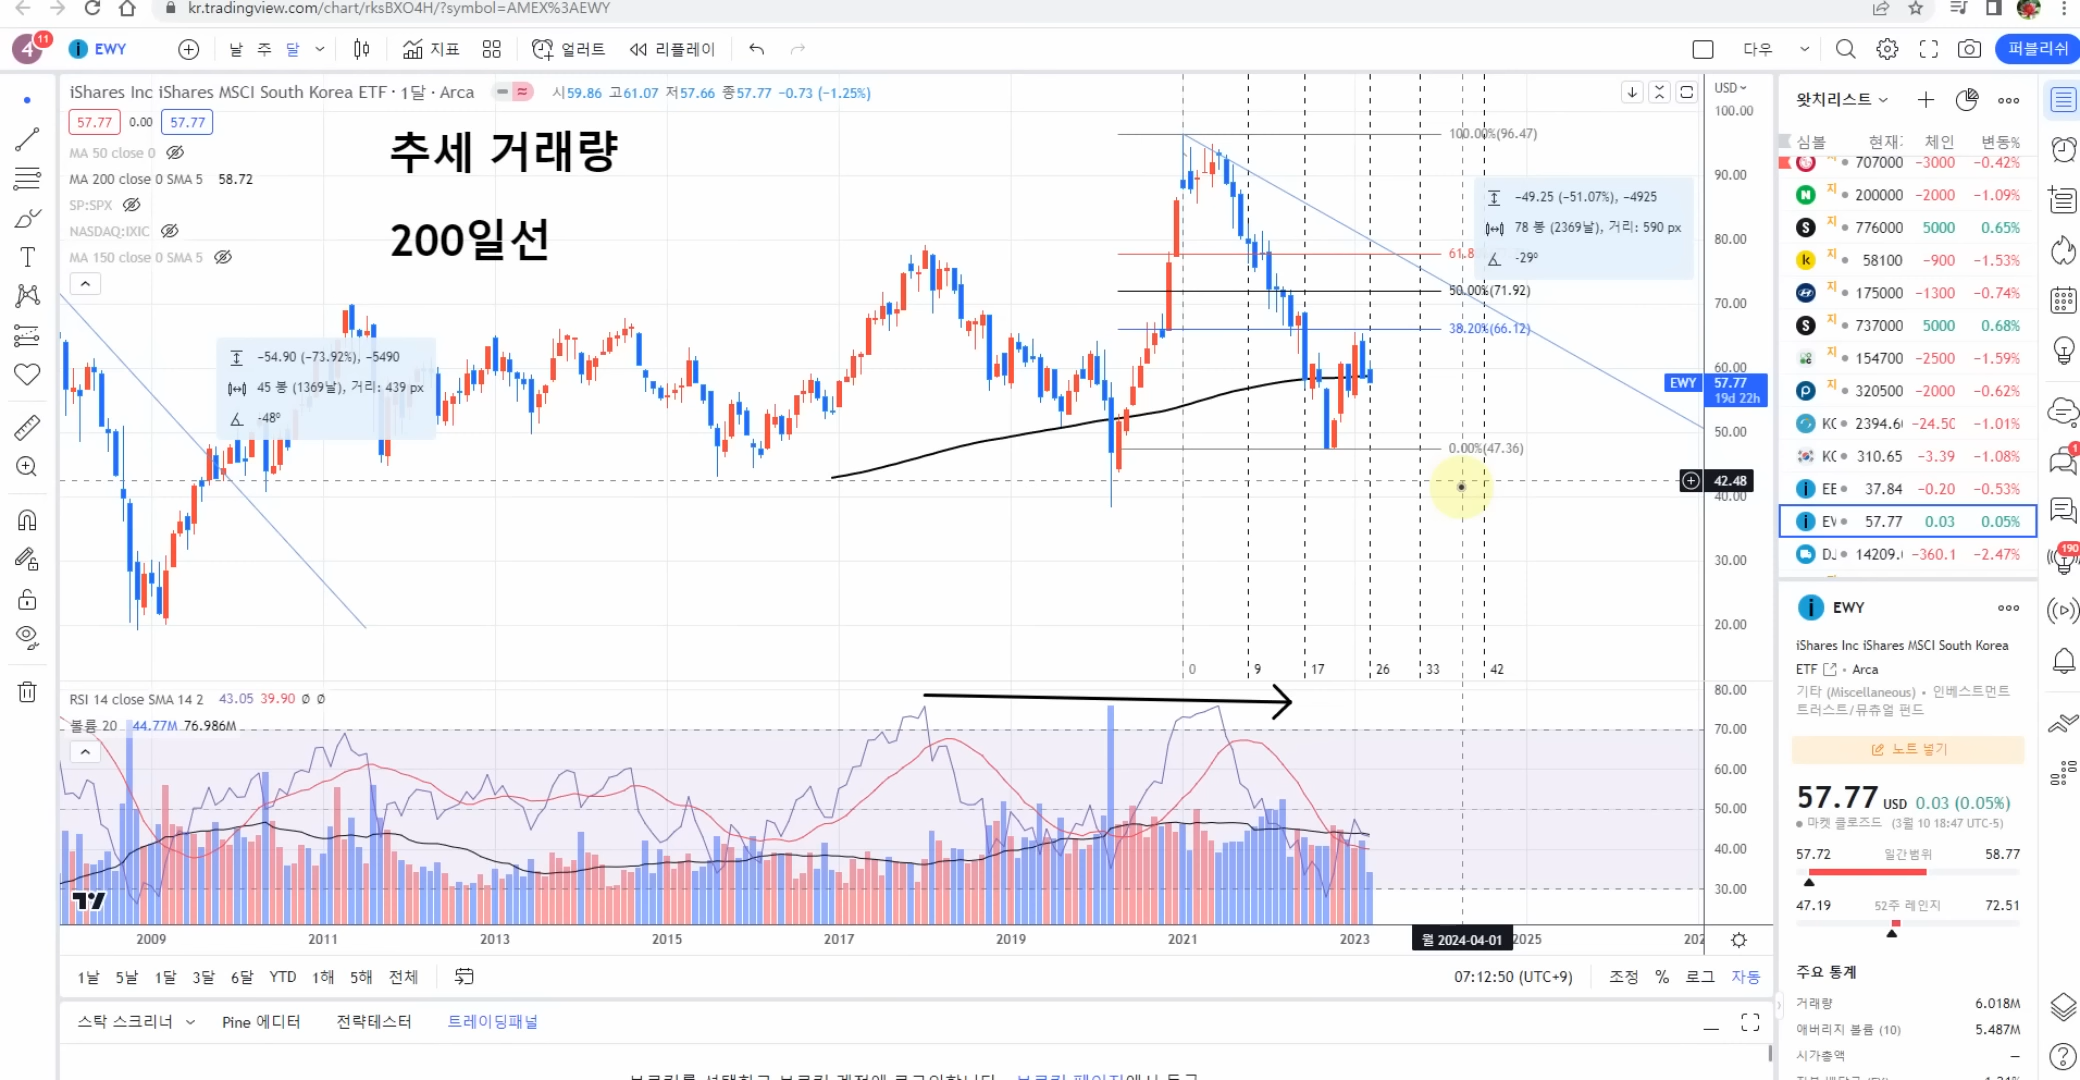 kr.tradingview.com/chart/rksBXO4H/?symbol=AMEX%3AEWY
4 11 EWY 날 주 달 지표 얼러트 리플레이 다우 퍼블리쉬
iShares Inc iShares MSCI South Korea ETF · 1달 · Arca 시59.86 고61.07 저57.66 종57.77 −0.73 (−1.25%)
57.77 0.00 57.77
MA 50 close 0
MA 200 close 0 SMA 5 58.72
SP:SPX
NASDAQ:IXIC
MA 150 close 0 SMA 5
추세 거래량
200일선
−54.90 (−73.92%), −5490
45 봉 (1369날), 거리: 439 px
-48º
100.00%(96.47)
61.8
50.00%(71.92)
38.20%(66.12)
0.00%(47.36)
−49.25 (−51.07%), −4925
78 봉 (2369날), 거리: 590 px
-29º
0 9 17 26 33 42
USD
100.00
90.00
80.00
70.00
60.00
EWY 57.77
19d 22h
50.00
42.48
40.00
30.00
20.00
RSI 14 close SMA 14 2 43.05 39.90 ∅ ∅
볼륨 20 44.77M 76.986M
80.00
70.00
60.00
50.00
40.00
30.00
2009 2011 2013 2015 2017 2019 2021 2023 월 2024-04-01 2025 202
1날 5날 1달 3달 6달 YTD 1해 5해 전체 07:12:50 (UTC+9) 조정 % 로그 자동
스탁 스크리너 Pine 에디터 전략테스터 트레이딩패널
왓치리스트
심볼 현재 체인 변동%
지 707000 −3000 −0.42%
N 지 200000 −2000 −1.09%
S 지 776000 5000 0.65%
k 지 58100 −900 −1.53%
지 175000 −1300 −0.74%
S 지 737000 5000 0.68%
지 154700 −2500 −1.59%
P 지 320500 −2000 −0.62%
KC 2394.6 −24.50
−1.01%
KC 310.65 −3.39 −1.08%
EE 37.84 −0.20 −0.53%
EV 57.77 0.03 0.05%
DJ 14209. −360.1 −2.47%
EWY
iShares Inc iShares MSCI South Korea
ETF · Arca
기타 (Miscellaneous) • 인베스트먼트
트러스트/뮤츄얼 펀드
노트 넣기
57.77 USD 0.03 (0.05%)
마켓 클로즈드 (3월 10 18:47 UTC-5)
57.72 일간범위 58.77
47.19 52주 레인지 72.51
주요 통계
거래량 6.018M
애버리지 볼륨 (10) 5.487M
시가총액 —
1
190